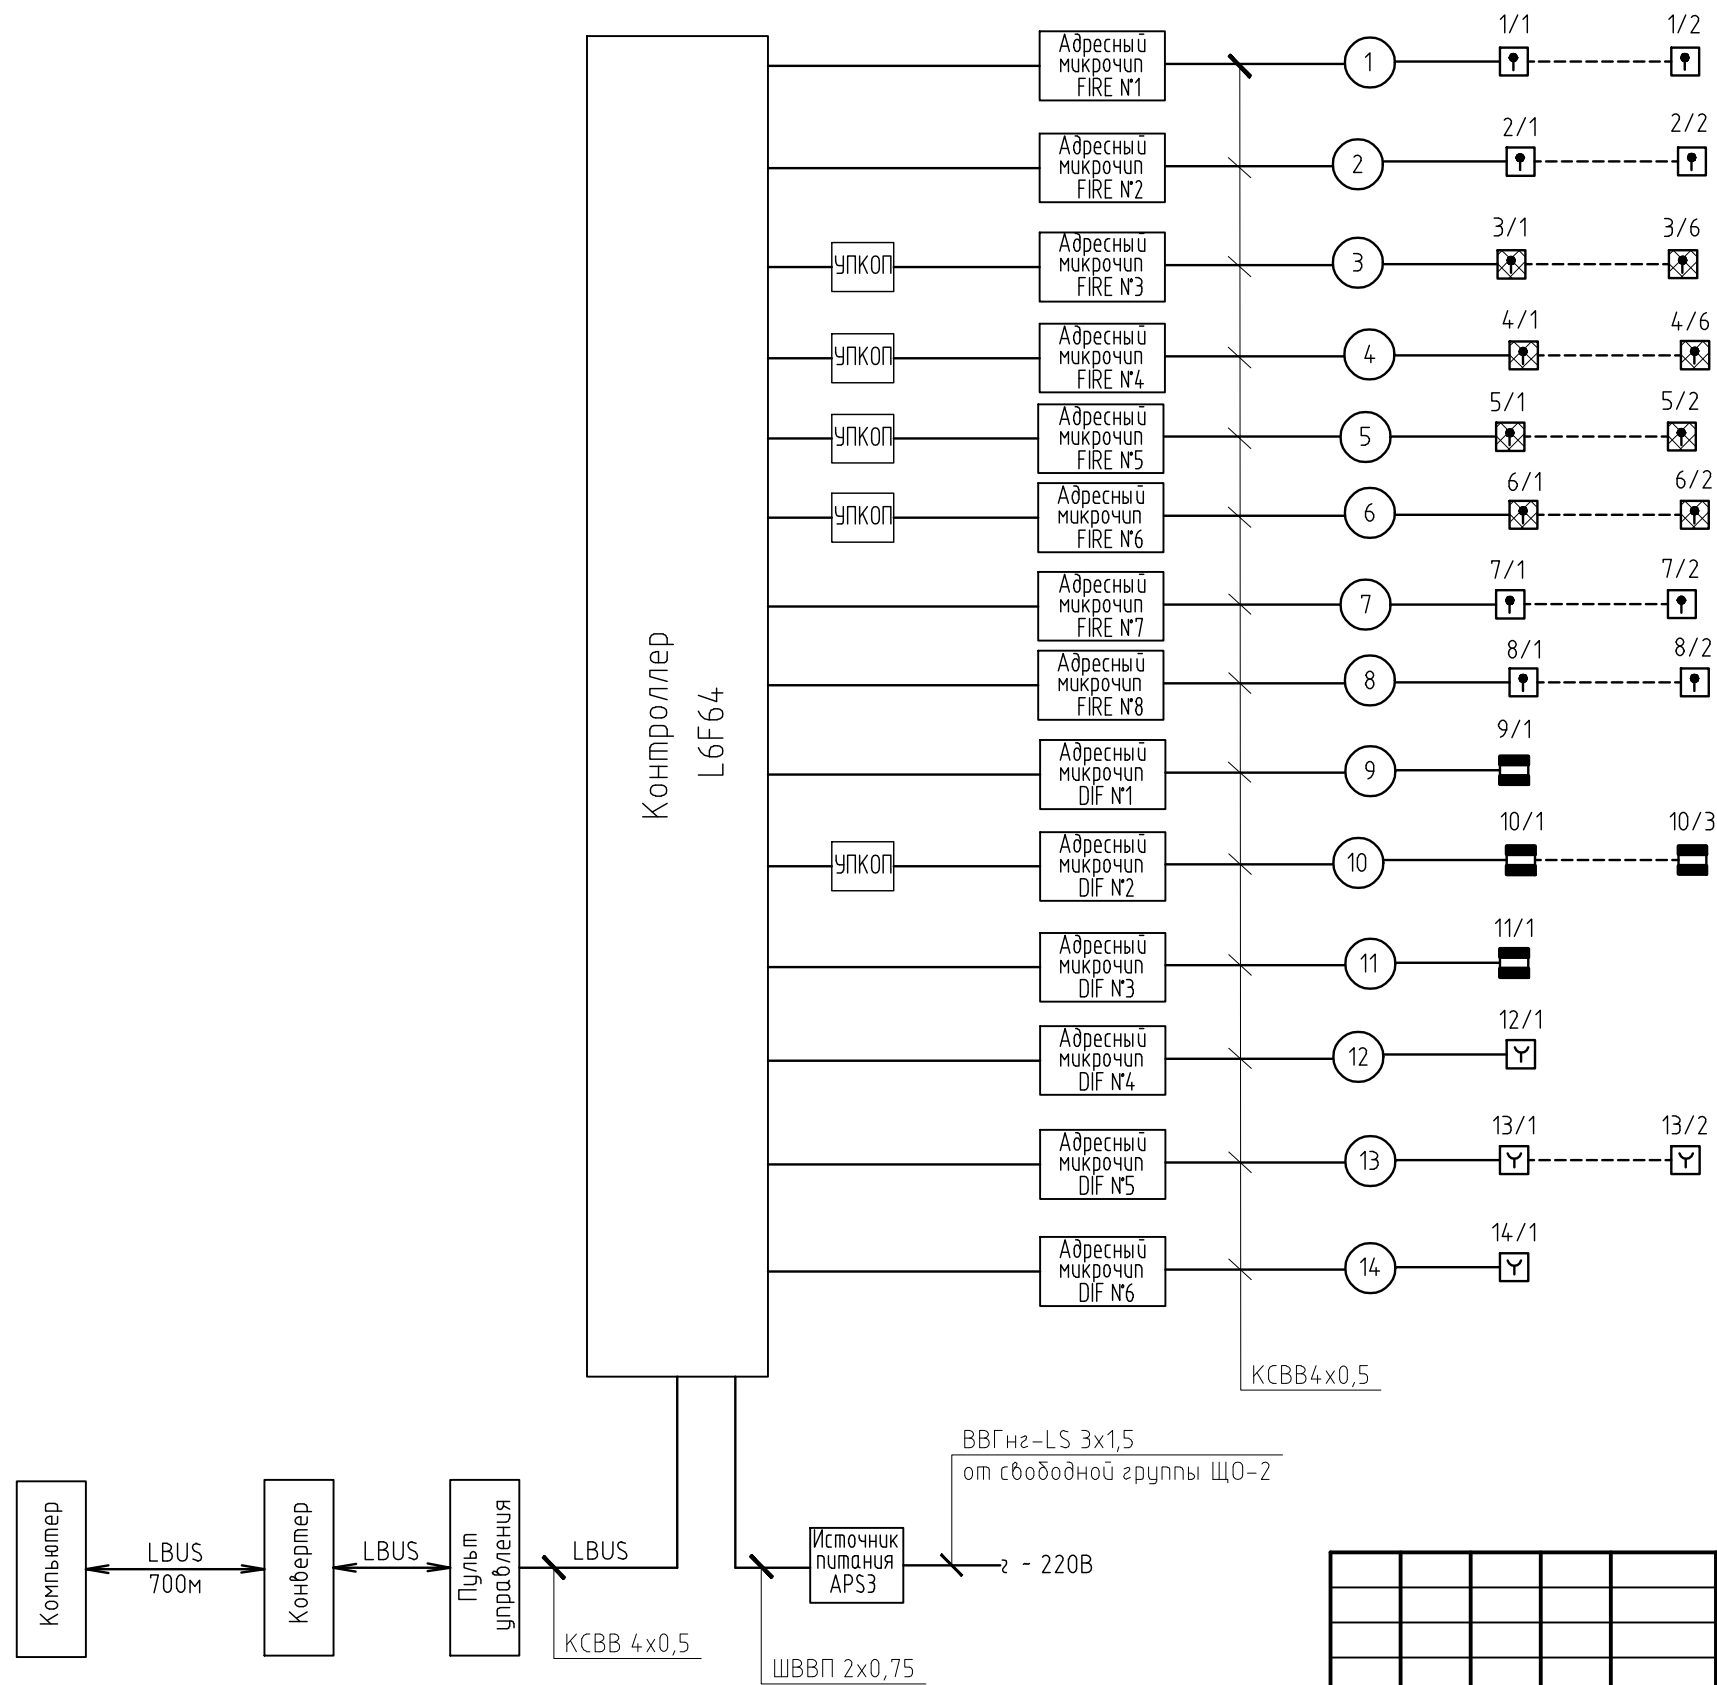 1/1
1/2
Адресный
микрочип
FIRE №1
1
2/1
2/2
Адресный
микрочип
FIRE №2
2
3/1
3/6
УПКОП
Адресный
микрочип
FIRE №3
3
4/1
4/6
УПКОП
Адресный
микрочип
FIRE №4
4
5/1
5/2
УПКОП
Адресный
микрочип
FIRE №5
5
6/1
6/2
УПКОП
Адресный
микрочип
FIRE №6
6
7/1
7/2
Адресный
микрочип
FIRE №7
7
8/1
8/2
Адресный
микрочип
FIRE №8
8
Контроллер
L6F64
9/1
Адресный
микрочип
DIF №1
9
10/1
10/3
УПКОП
Адресный
микрочип
DIF №2
10
11/1
Адресный
микрочип
DIF №3
11
12/1
Адресный
микрочип
DIF №4
12
13/1
13/2
Адресный
микрочип
DIF №5
13
14/1
Адресный
микрочип
DIF №6
14
КСВВ4х0,5
ВВГнг-LS 3х1,5
от свободной группы ЩО-2
Компьютер
LBUS
700м
Конвертер
LBUS
Пульт
управления
LBUS
Источник
питания
APS3
~ 220В
КСВВ 4х0,5
ШВВП 2х0,75